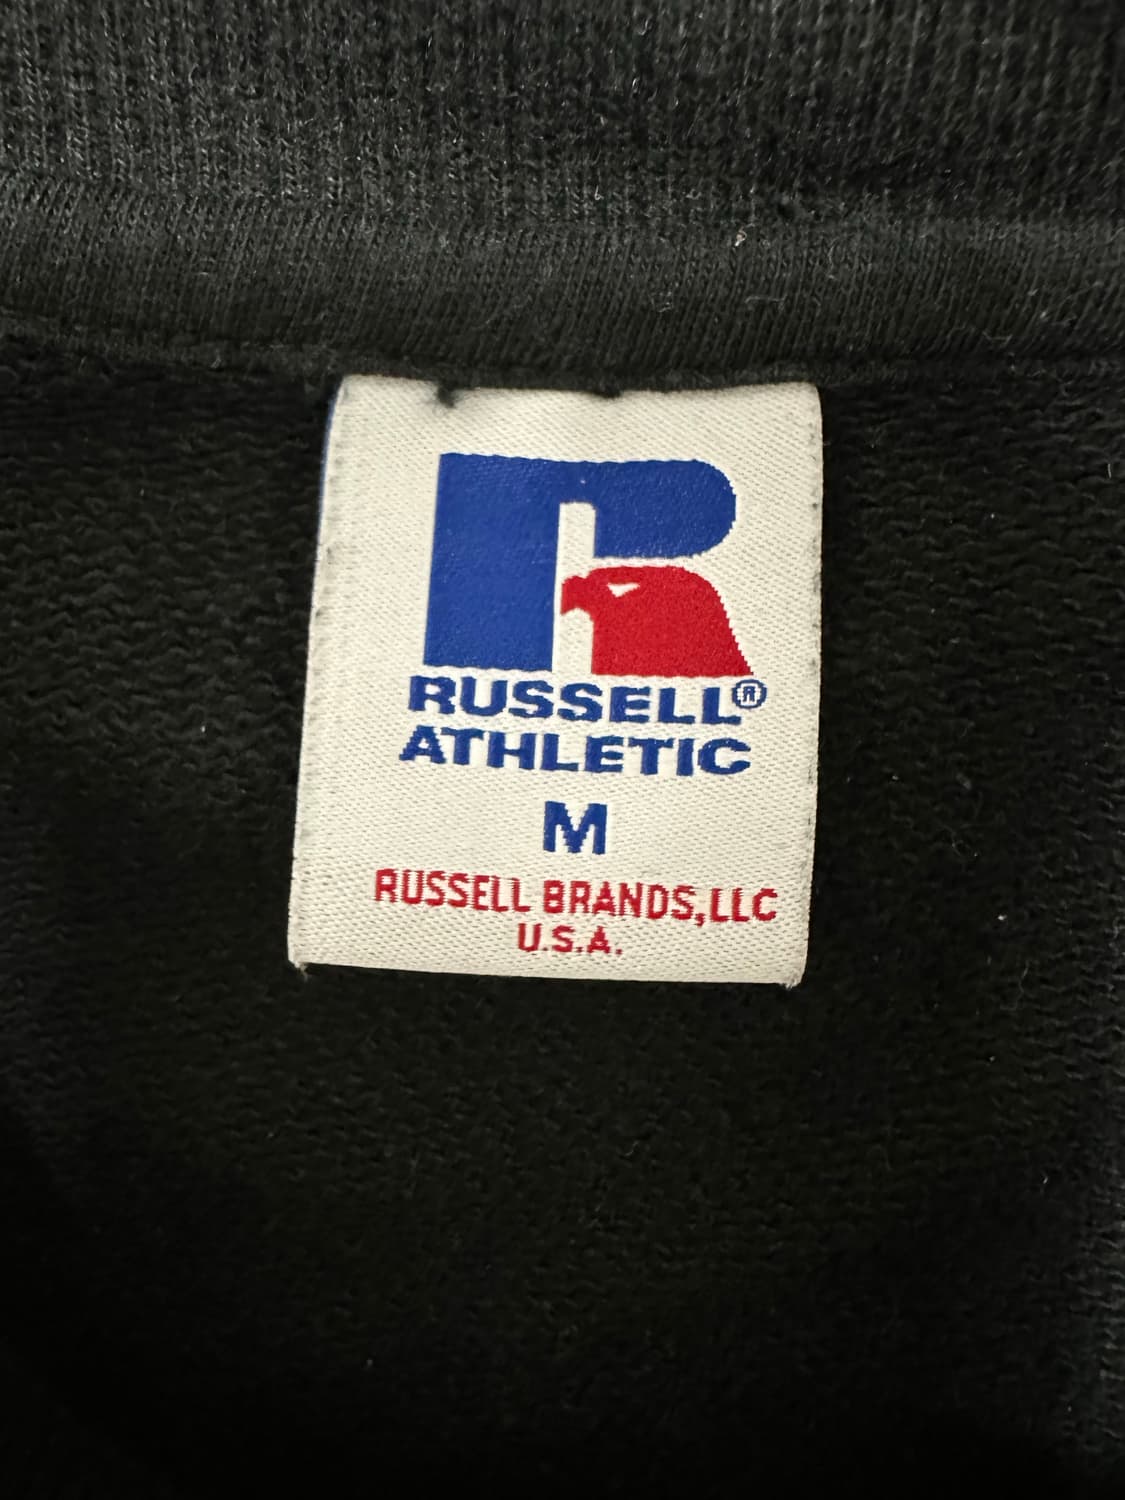 RUSSELL®
ATHLETIC
M
RUSSELL BRANDS,LLC
U.S.A.